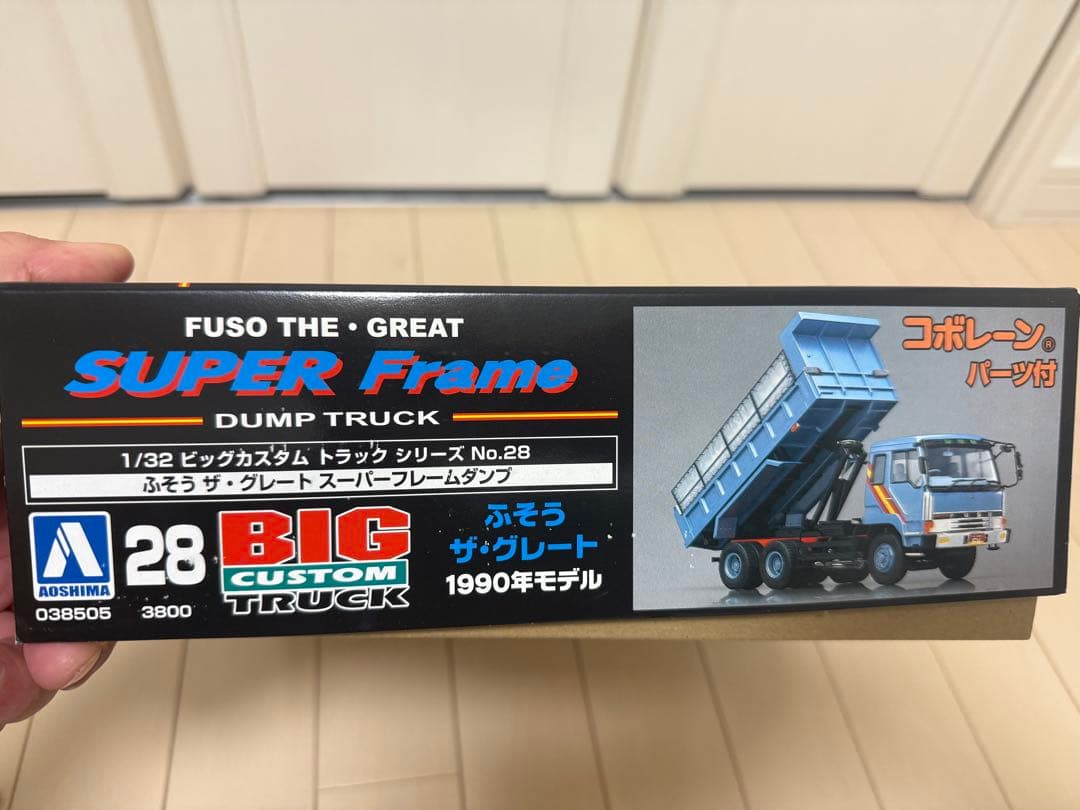 FUSO THE・GREAT
SUPER Frame
DUMP TRUCK
1/32 ビッグカスタム トラック シリーズ No.28
ふそう ザ・グレート スーパーフレームダンプ
AOSHIMA
038505
28
3800
BIG
CUSTOM
TRUCK
ふそう
ザ・グレート
1990年モデル
コボレーン®
パーツ付